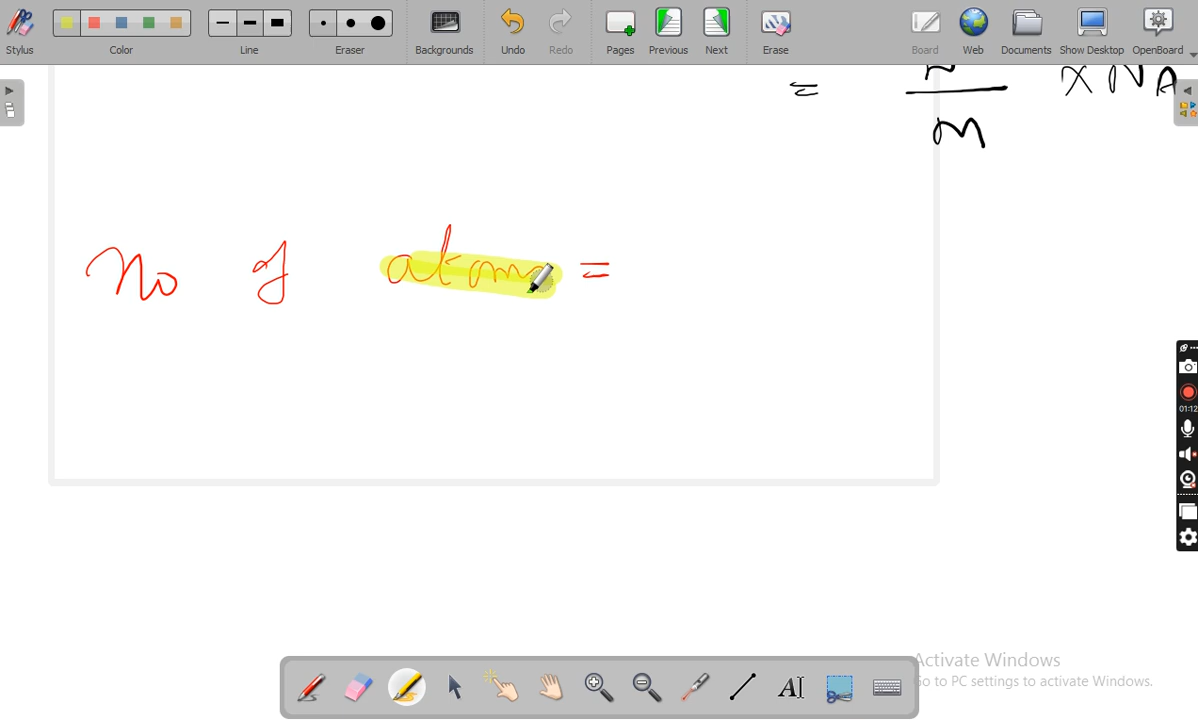 Stylus Color Line Eraser Backgrounds Undo Redo Pages Previous Next Erase Board Web Documents Show Desktop OpenBoard
= × NA
m
No of atoms =
01:12
Activate Windows
Go to PC settings to activate Windows.